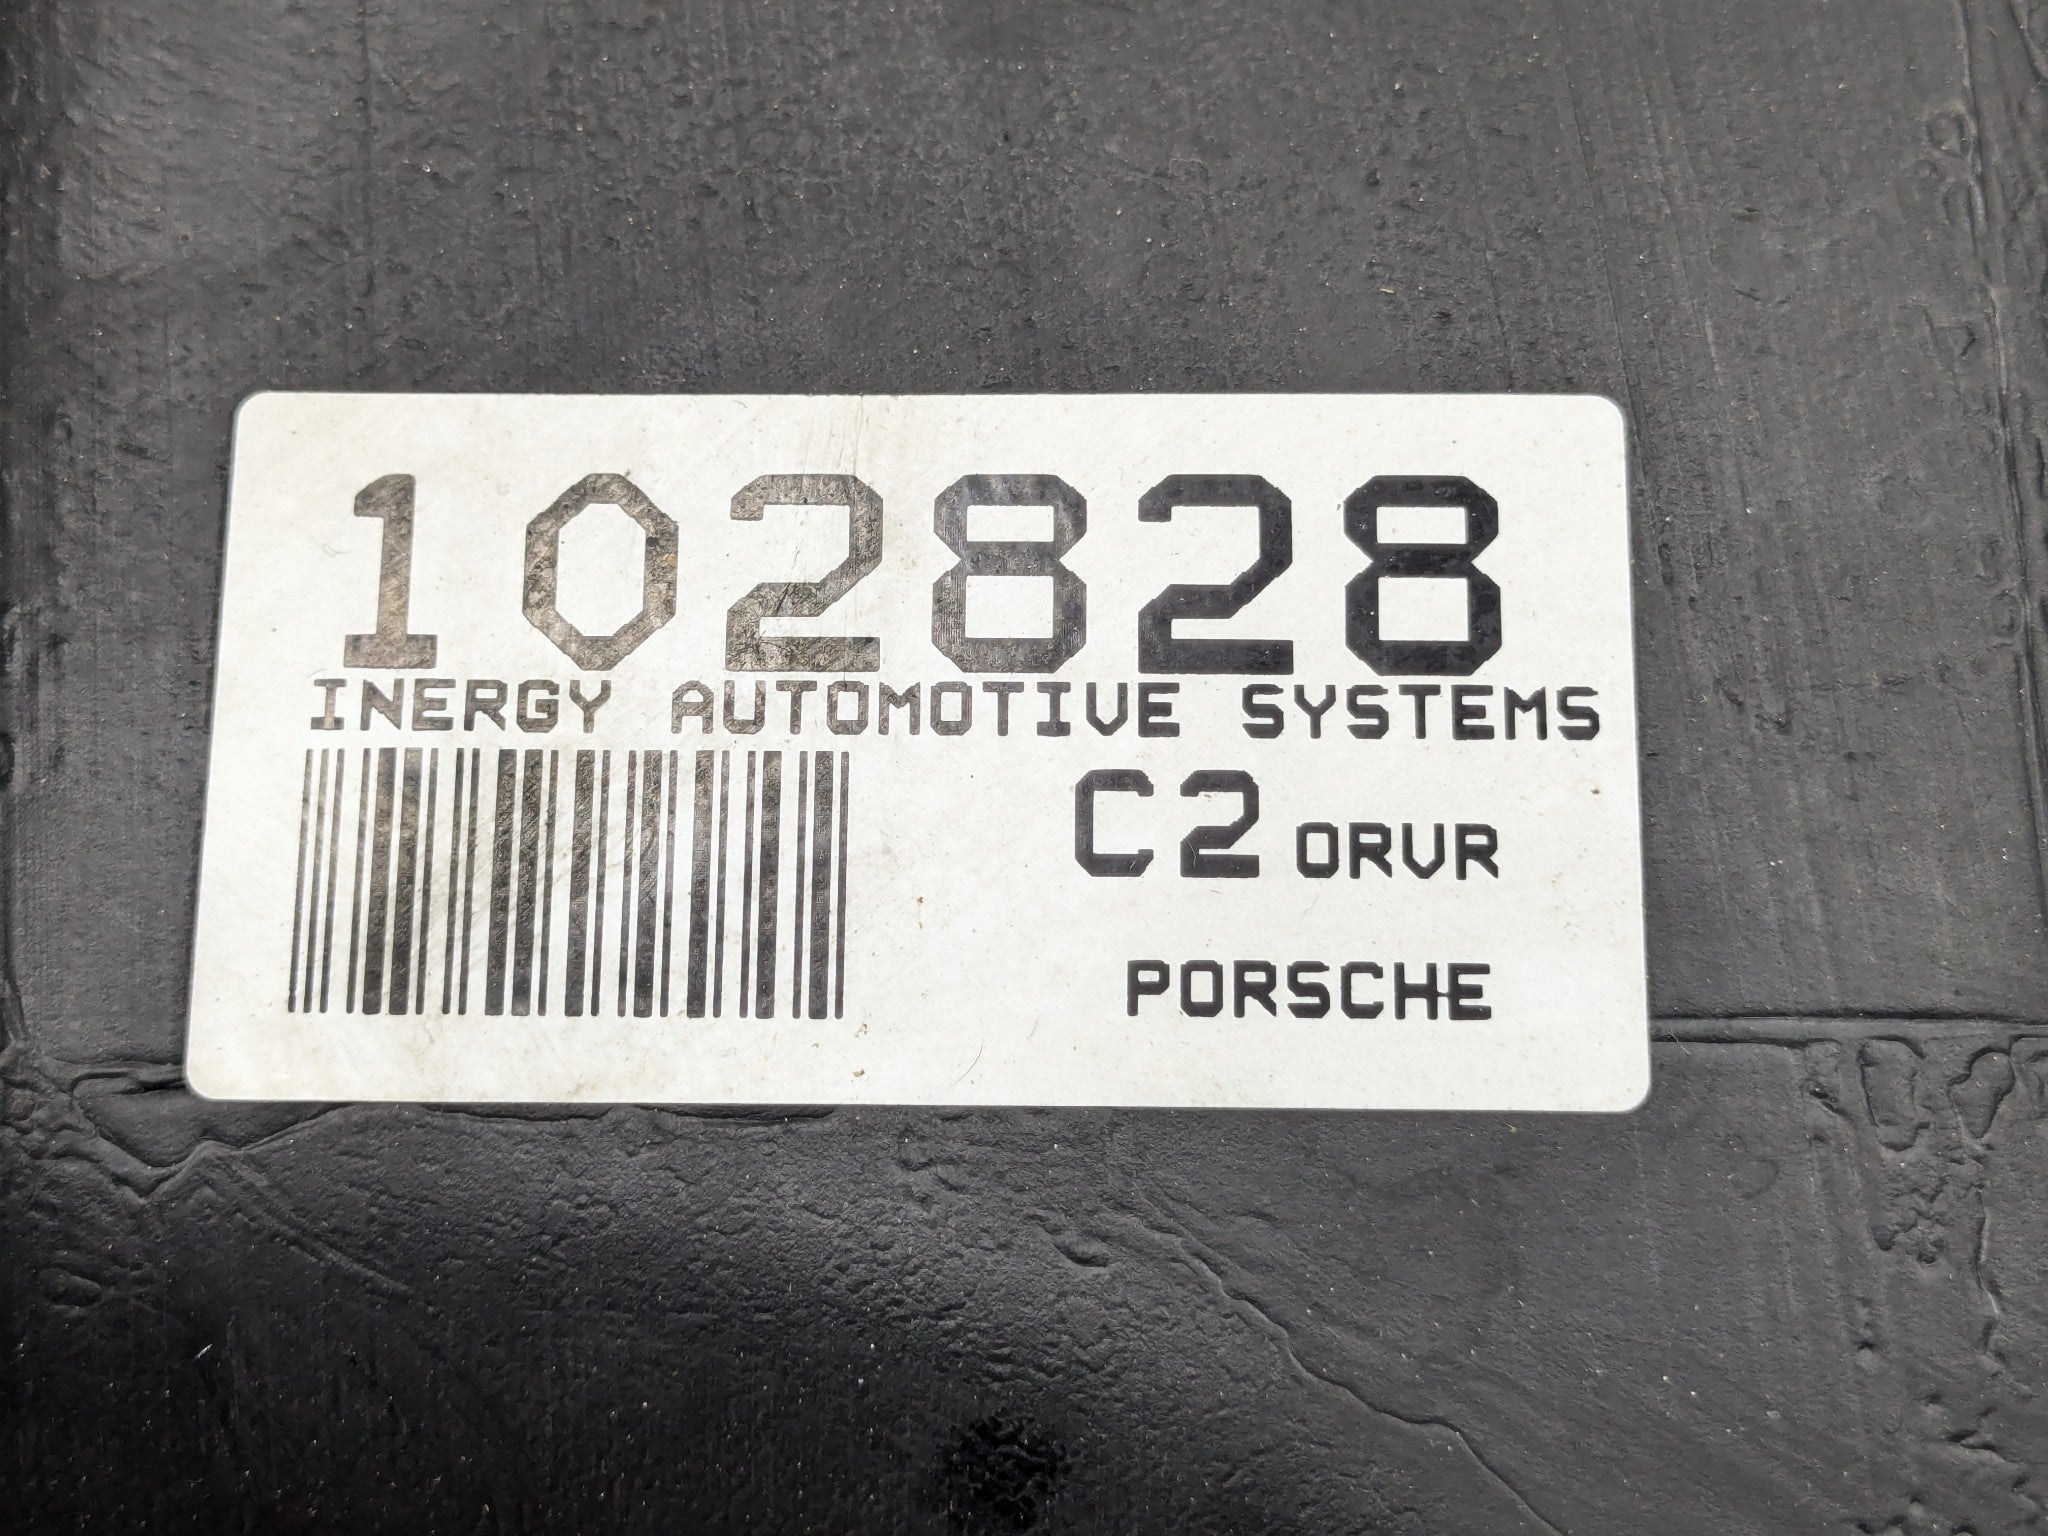 102828
INERGY AUTOMOTIVE SYSTEMS
C2 ORVR
PORSCHE